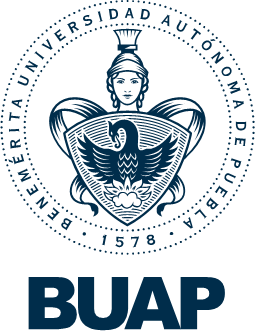 · BENEMÉRITA UNIVERSIDAD AUTÓNOMA DE PUEBLA ·
1578
BUAP